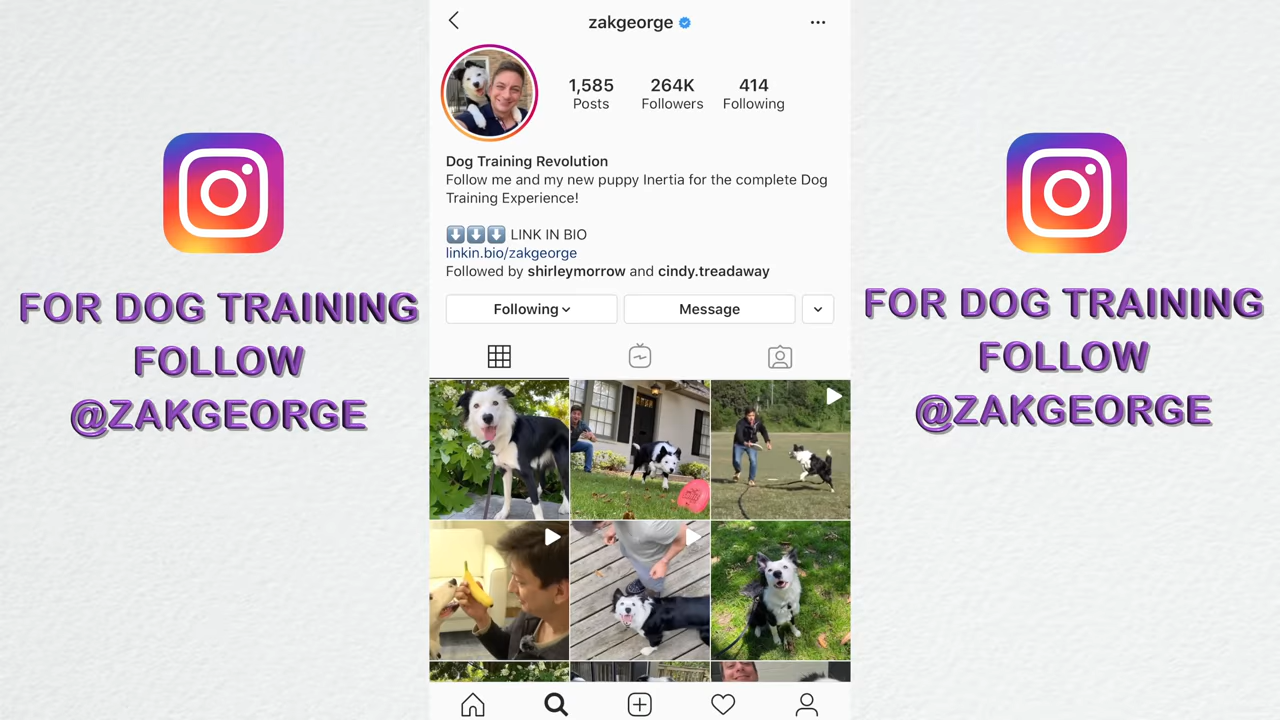 zakgeorge
1,585 Posts
264K Followers
414 Following
Dog Training Revolution
Follow me and my new puppy Inertia for the complete Dog
Training Experience!
LINK IN BIO
linkin.bio/zakgeorge
Followed by shirleymorrow and cindy.treadaway
Following
Message
FOR DOG TRAINING
FOLLOW
@ZAKGEORGE
FOR DOG TRAINING
FOLLOW
@ZAKGEORGE